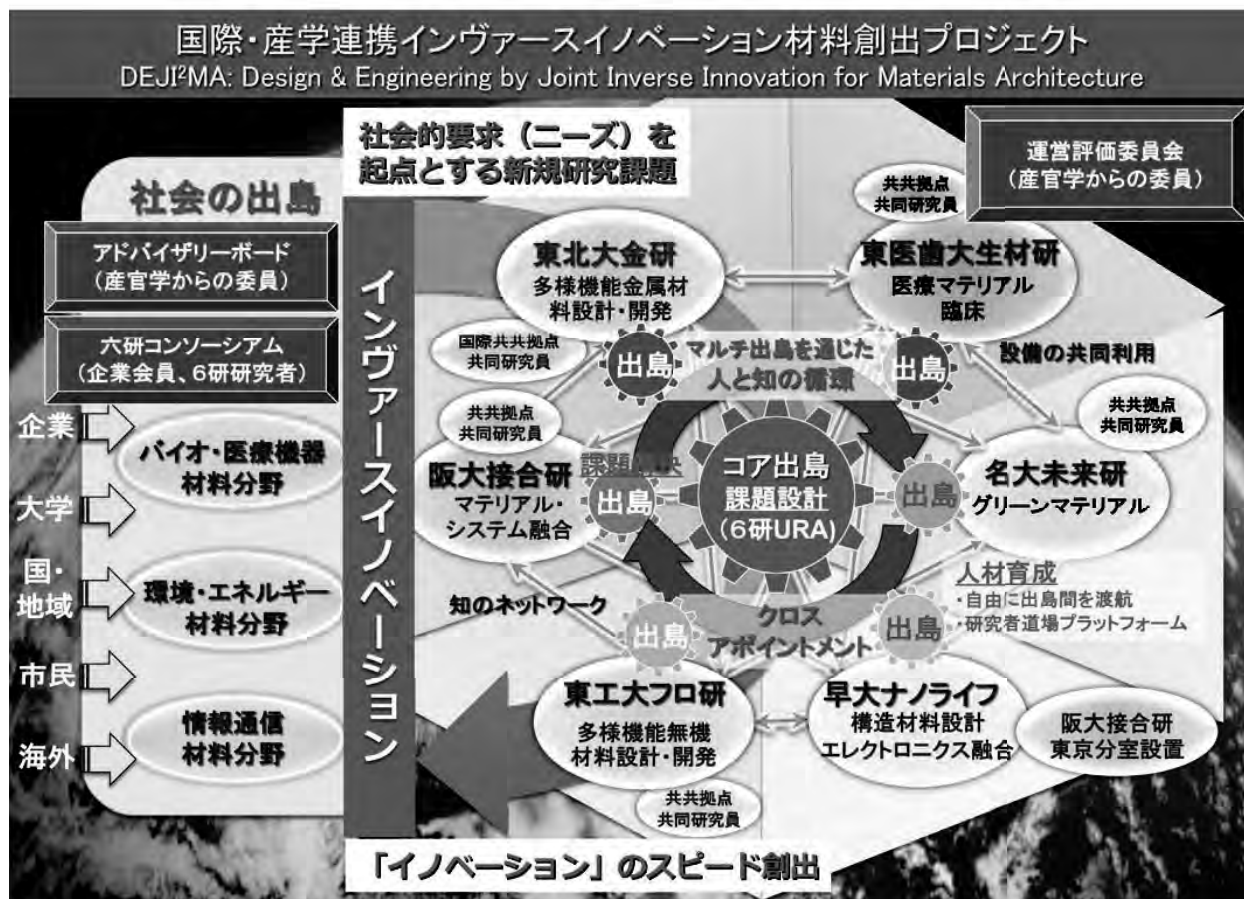 国際・産学連携インヴァースイノベーション材料創出プロジェクト
DEJI²MA: Design & Engineering by Joint Inverse Innovation for Materials Architecture
社会的要求（ニーズ）を
起点とする新規研究課題
運営評価委員会
（産官学からの委員）
社会の出島
アドバイザリーボード
（産官学からの委員）
六研コンソーシアム
（企業会員、６研研究者）
企業
大学
国・
地域
市民
海外
バイオ・医療機器
材料分野
環境・エネルギー
材料分野
情報通信
材料分野
インヴァースイノベーション
東北大金研
多様機能金属材
料設計・開発
共共拠点
共同研究員
東医歯大生材研
医療マテリアル
臨床
国際共共拠点
共同研究員
出島
マルチ出島を通じた
人と知の循環
出島
設備の共同利用
共共拠点
共同研究員
阪大接合研
マテリアル・
システム融合
課題
出島
コア出島
課題設計
（６研URA）
出島
共共拠点
共同研究員
名大未来研
グリーンマテリアル
知のネットワーク
出島
クロス
アポイントメント
出島
人材育成
・自由に出島間を渡航
・研究者道場プラットフォーム
東工大フロ研
多様機能無機
材料設計・開発
共共拠点
共同研究員
早大ナノライフ
構造材料設計
エレクトロニクス融合
阪大接合研
東京分室設置
「イノベーション」のスピード創出